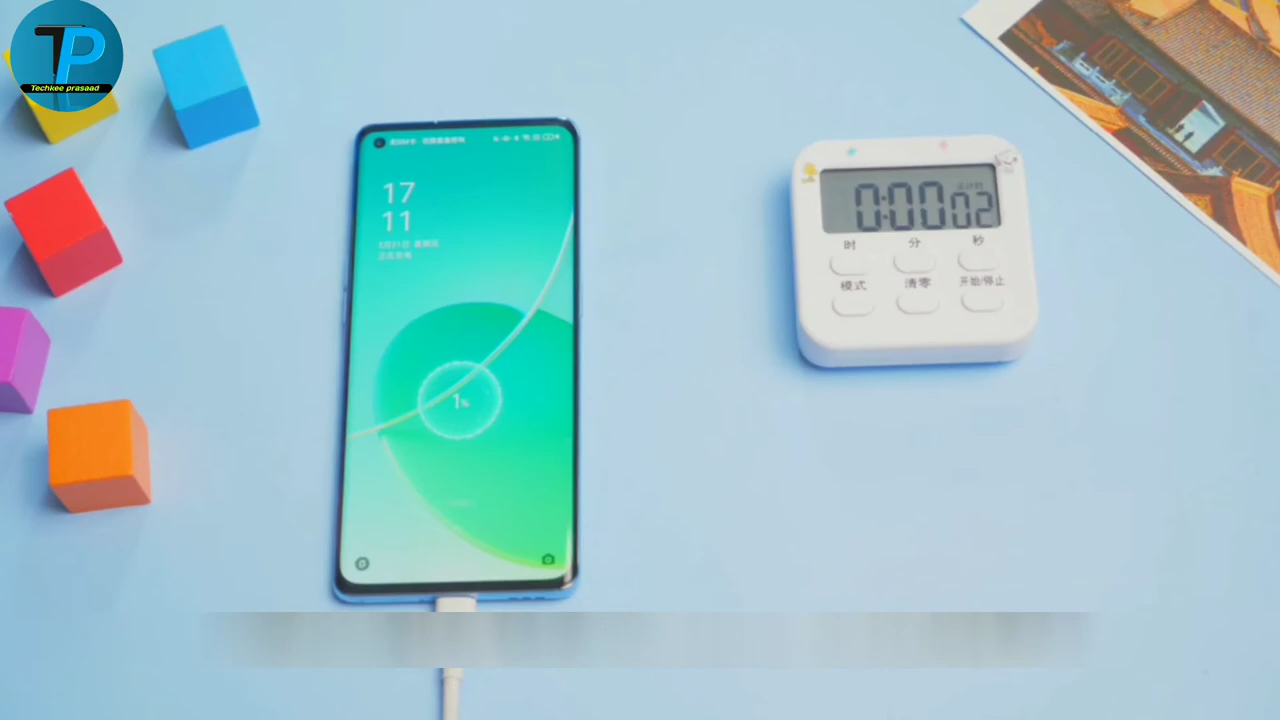 TP
Techkee prasaad
17
11
1%
0:00 02
时 分 秒
模式 清零 开始/停止